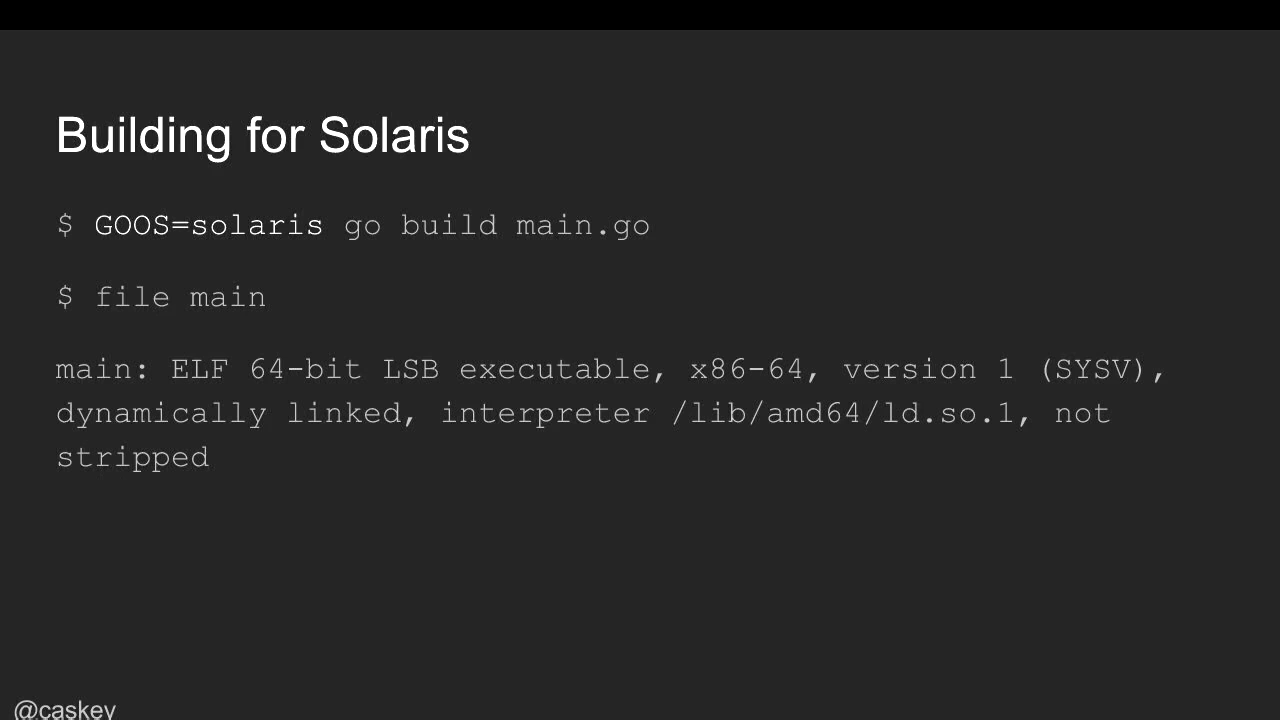 Building for Solaris
$ GOOS=solaris go build main.go
$ file main
main: ELF 64-bit LSB executable, x86-64, version 1 (SYSV),
dynamically linked, interpreter /lib/amd64/ld.so.1, not
stripped
@caskey